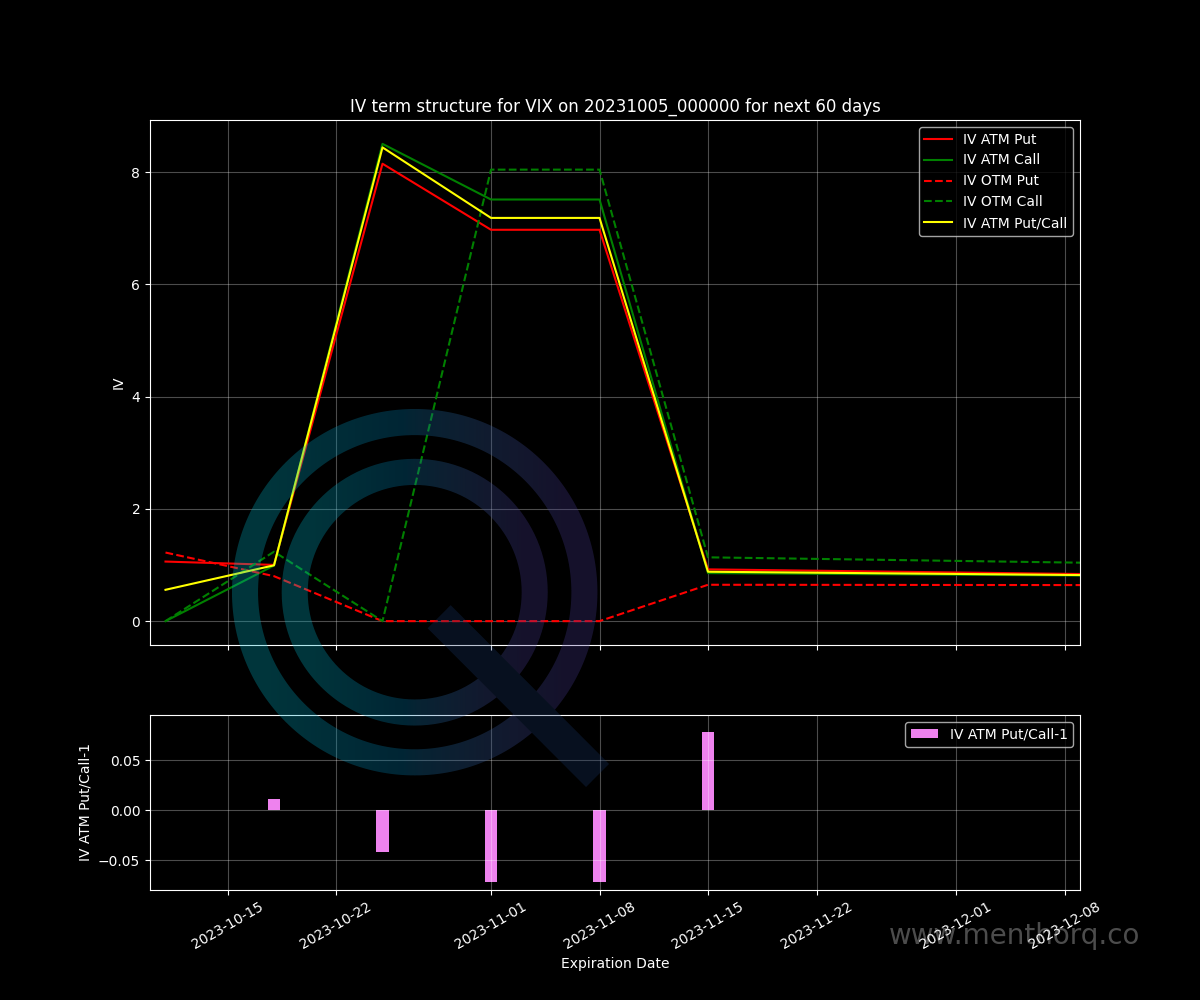 IV term structure for VIX on 20231005_000000 for next 60 days
IV ATM Put
IV ATM Call
IV OTM Put
IV OTM Call
IV ATM Put/Call
8
6
4
2
0
IV
IV ATM Put/Call-1
0.05
0.00
−0.05
IV ATM Put/Call-1
2023-10-15
2023-10-22
2023-11-01
2023-11-08
2023-11-15
2023-11-22
2023-12-01
2023-12-08
www.menthorq.co
Expiration Date